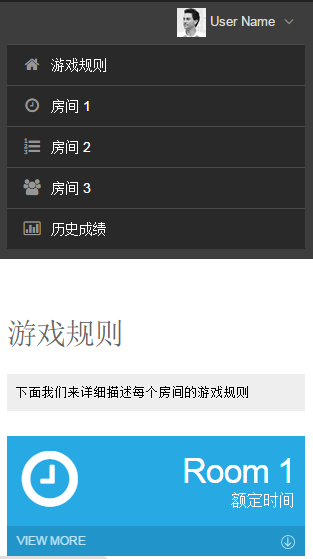 User Name
游戏规则
房间 1
房间 2
房间 3
历史成绩
游戏规则
下面我们来详细描述每个房间的游戏规则
Room 1
额定时间
VIEW MORE